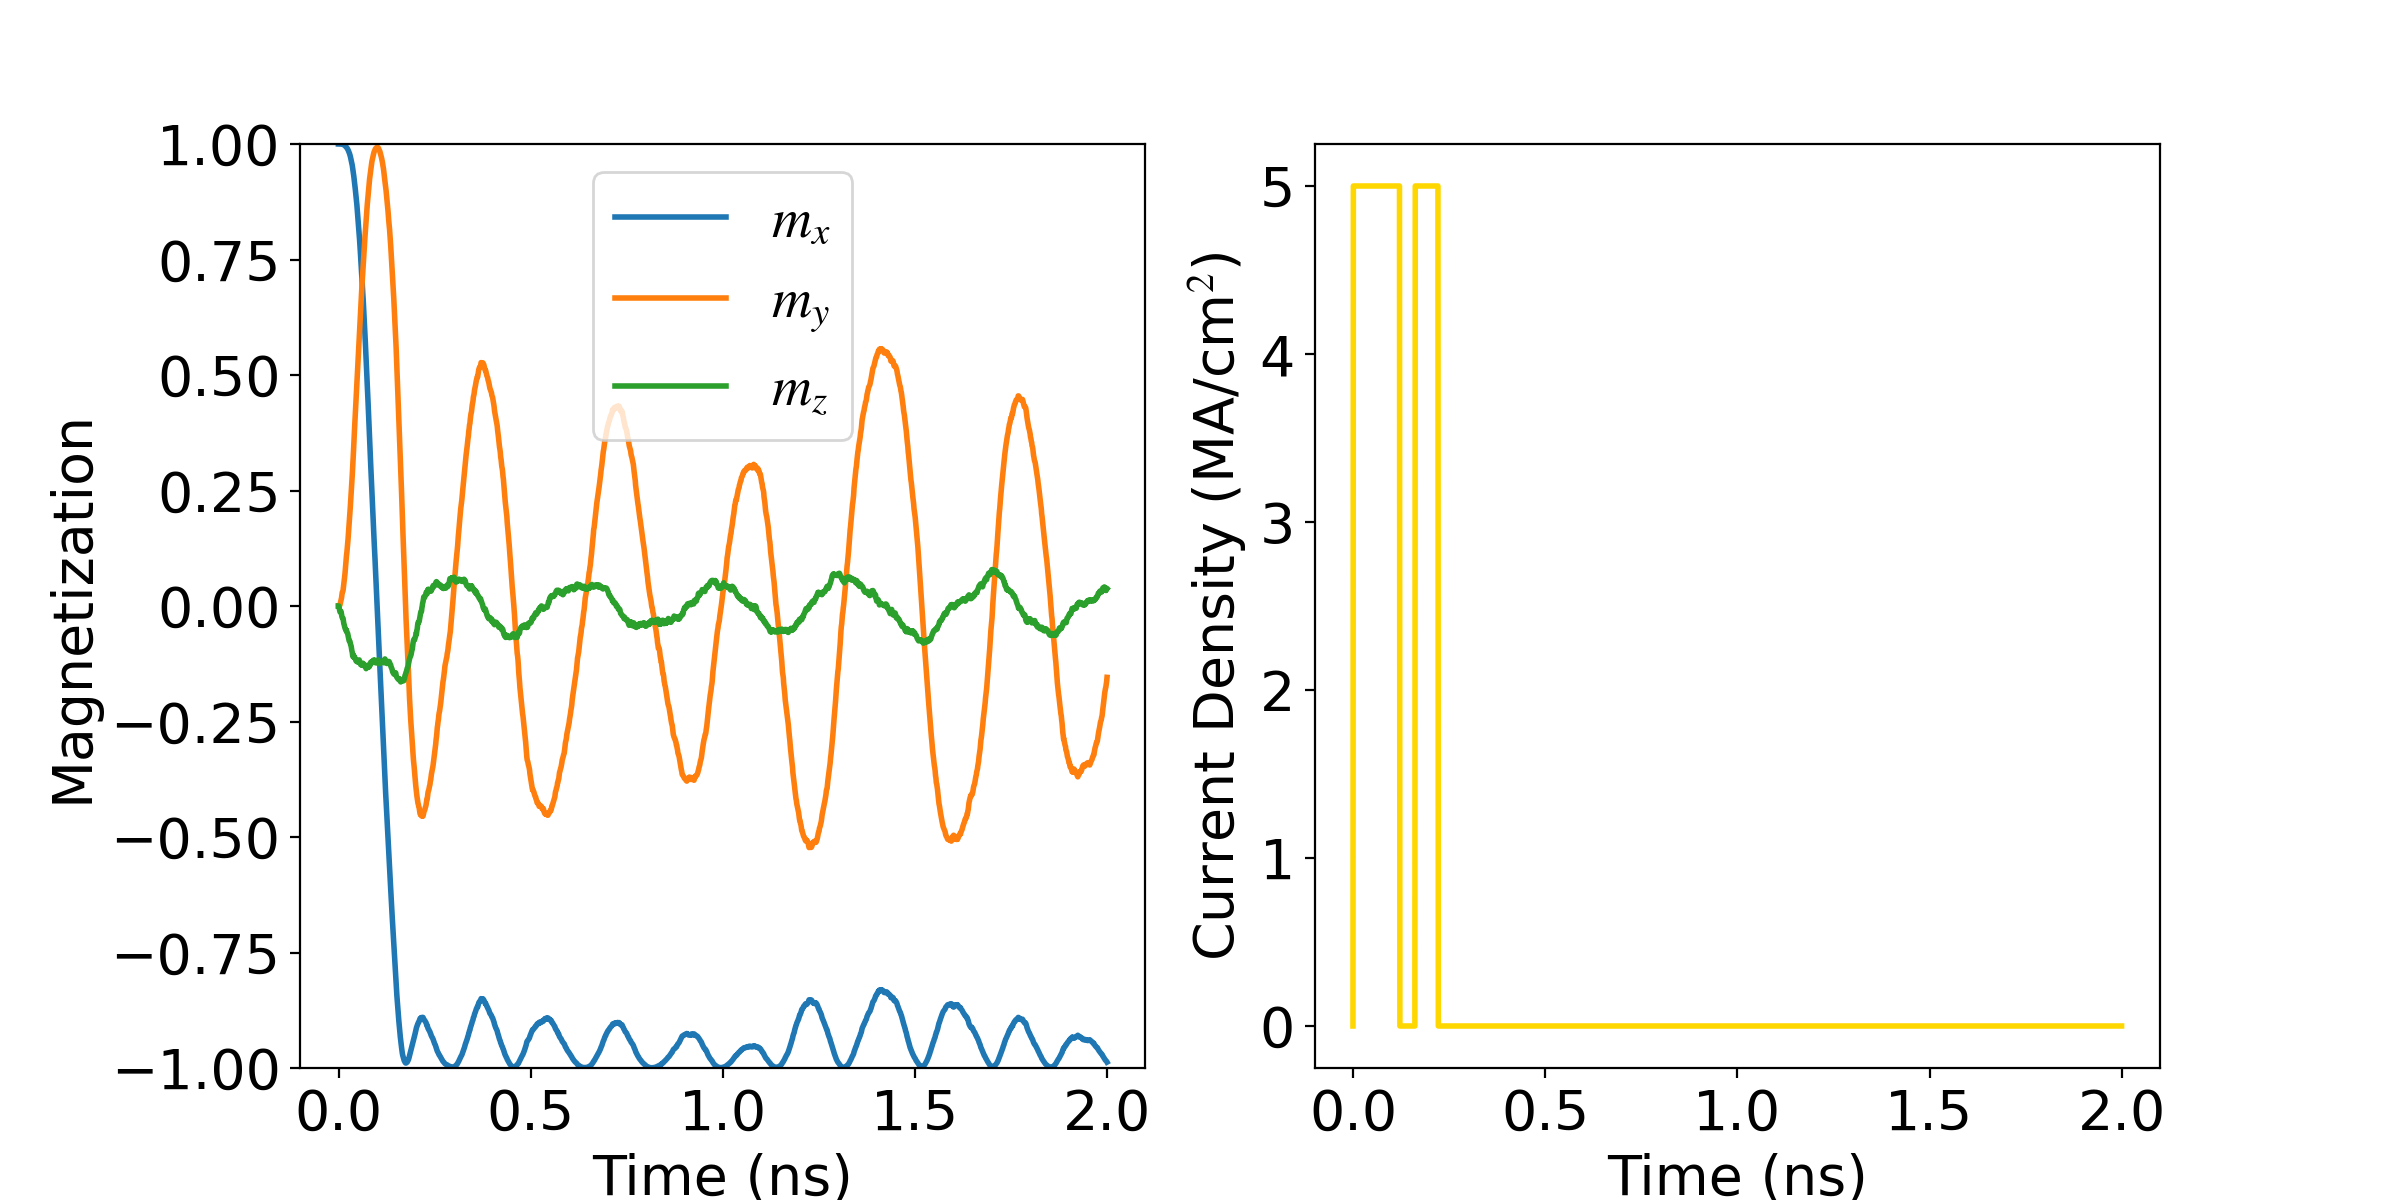 1.00
0.75
0.50
0.25
0.00
−0.25
−0.50
−0.75
−1.00
Magnetization
0.0 0.5 1.0 1.5 2.0
Time (ns)
m_x
m_y
m_z
5
4
3
2
1
0
Current Density (MA/cm²)
0.0 0.5 1.0 1.5 2.0
Time (ns)